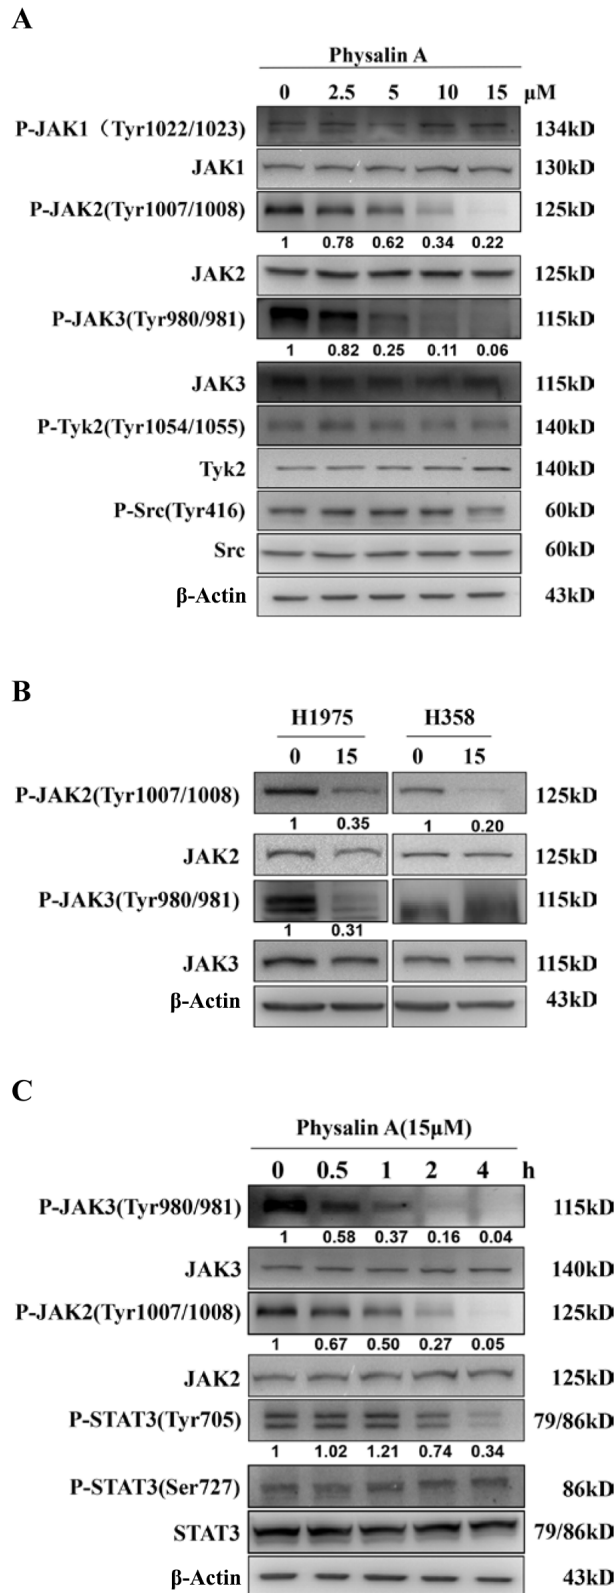 A
Physalin A
0 2.5 5 10 15 μM
P-JAK1（Tyr1022/1023) 134kD
JAK1 130kD
P-JAK2(Tyr1007/1008) 125kD
1 0.78 0.62 0.34 0.22
JAK2 125kD
P-JAK3(Tyr980/981) 115kD
1 0.82 0.25 0.11 0.06
JAK3 115kD
P-Tyk2(Tyr1054/1055) 140kD
Tyk2 140kD
P-Src(Tyr416) 60kD
Src 60kD
β-Actin 43kD
B
H1975 H358
0 15 0 15
P-JAK2(Tyr1007/1008) 125kD
1 0.35 1 0.20
JAK2 125kD
P-JAK3(Tyr980/981) 115kD
1 0.31
JAK3 115kD
β-Actin 43kD
C
Physalin A(15μM)
0 0.5 1 2 4 h
P-JAK3(Tyr980/981) 115kD
1 0.58 0.37 0.16 0.04
JAK3 140kD
P-JAK2(Tyr1007/1008) 125kD
1 0.67 0.50 0.27 0.05
JAK2 125kD
P-STAT3(Tyr705) 79/86kD
1 1.02 1.21 0.74 0.34
P-STAT3(Ser727) 86kD
STAT3 79/86kD
β-Actin 43kD